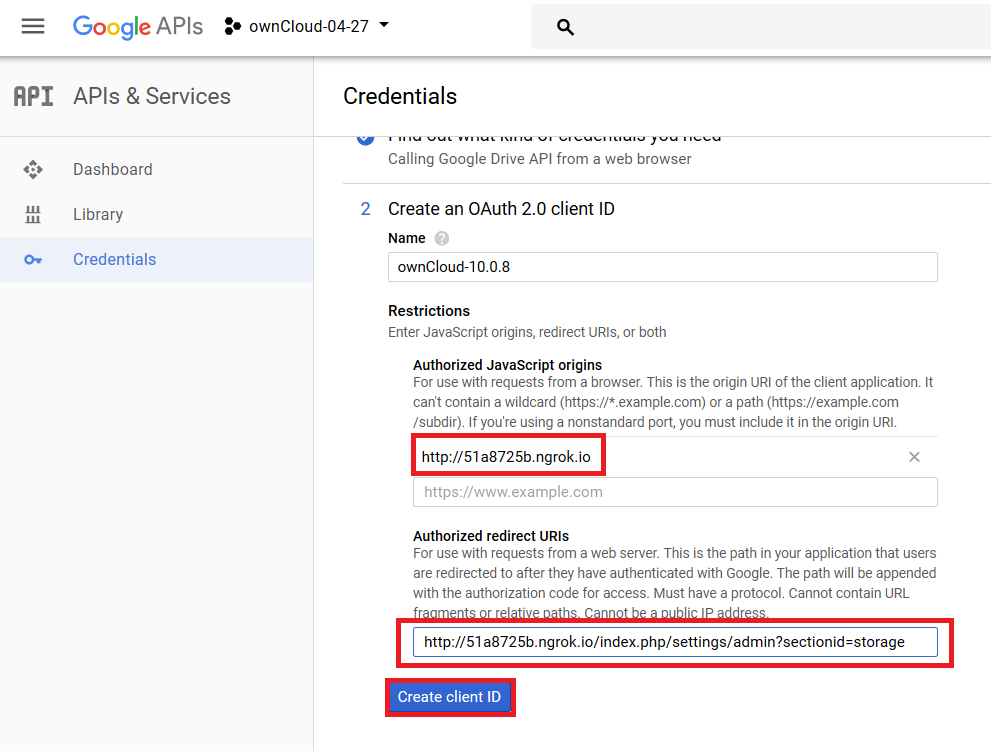 Google APIs
ownCloud-04-27
API APIs & Services
Credentials
Dashboard
Library
Credentials
Find out what kind of credentials you need
Calling Google Drive API from a web browser
2 Create an OAuth 2.0 client ID
Name ?
ownCloud-10.0.8
Restrictions
Enter JavaScript origins, redirect URIs, or both
Authorized JavaScript origins
For use with requests from a browser. This is the origin URI of the client application. It
can't contain a wildcard (https://*.example.com) or a path (https://example.com
/subdir). If you're using a nonstandard port, you must include it in the origin URI.
http://51a8725b.ngrok.io
https://www.example.com
Authorized redirect URIs
For use with requests from a web server. This is the path in your application that users
are redirected to after they have authenticated with Google. The path will be appended
with the authorization code for access. Must have a protocol. Cannot contain URL
fragments or relative paths. Cannot be a public IP address.
http://51a8725b.ngrok.io/index.php/settings/admin?sectionid=storage
Create client ID